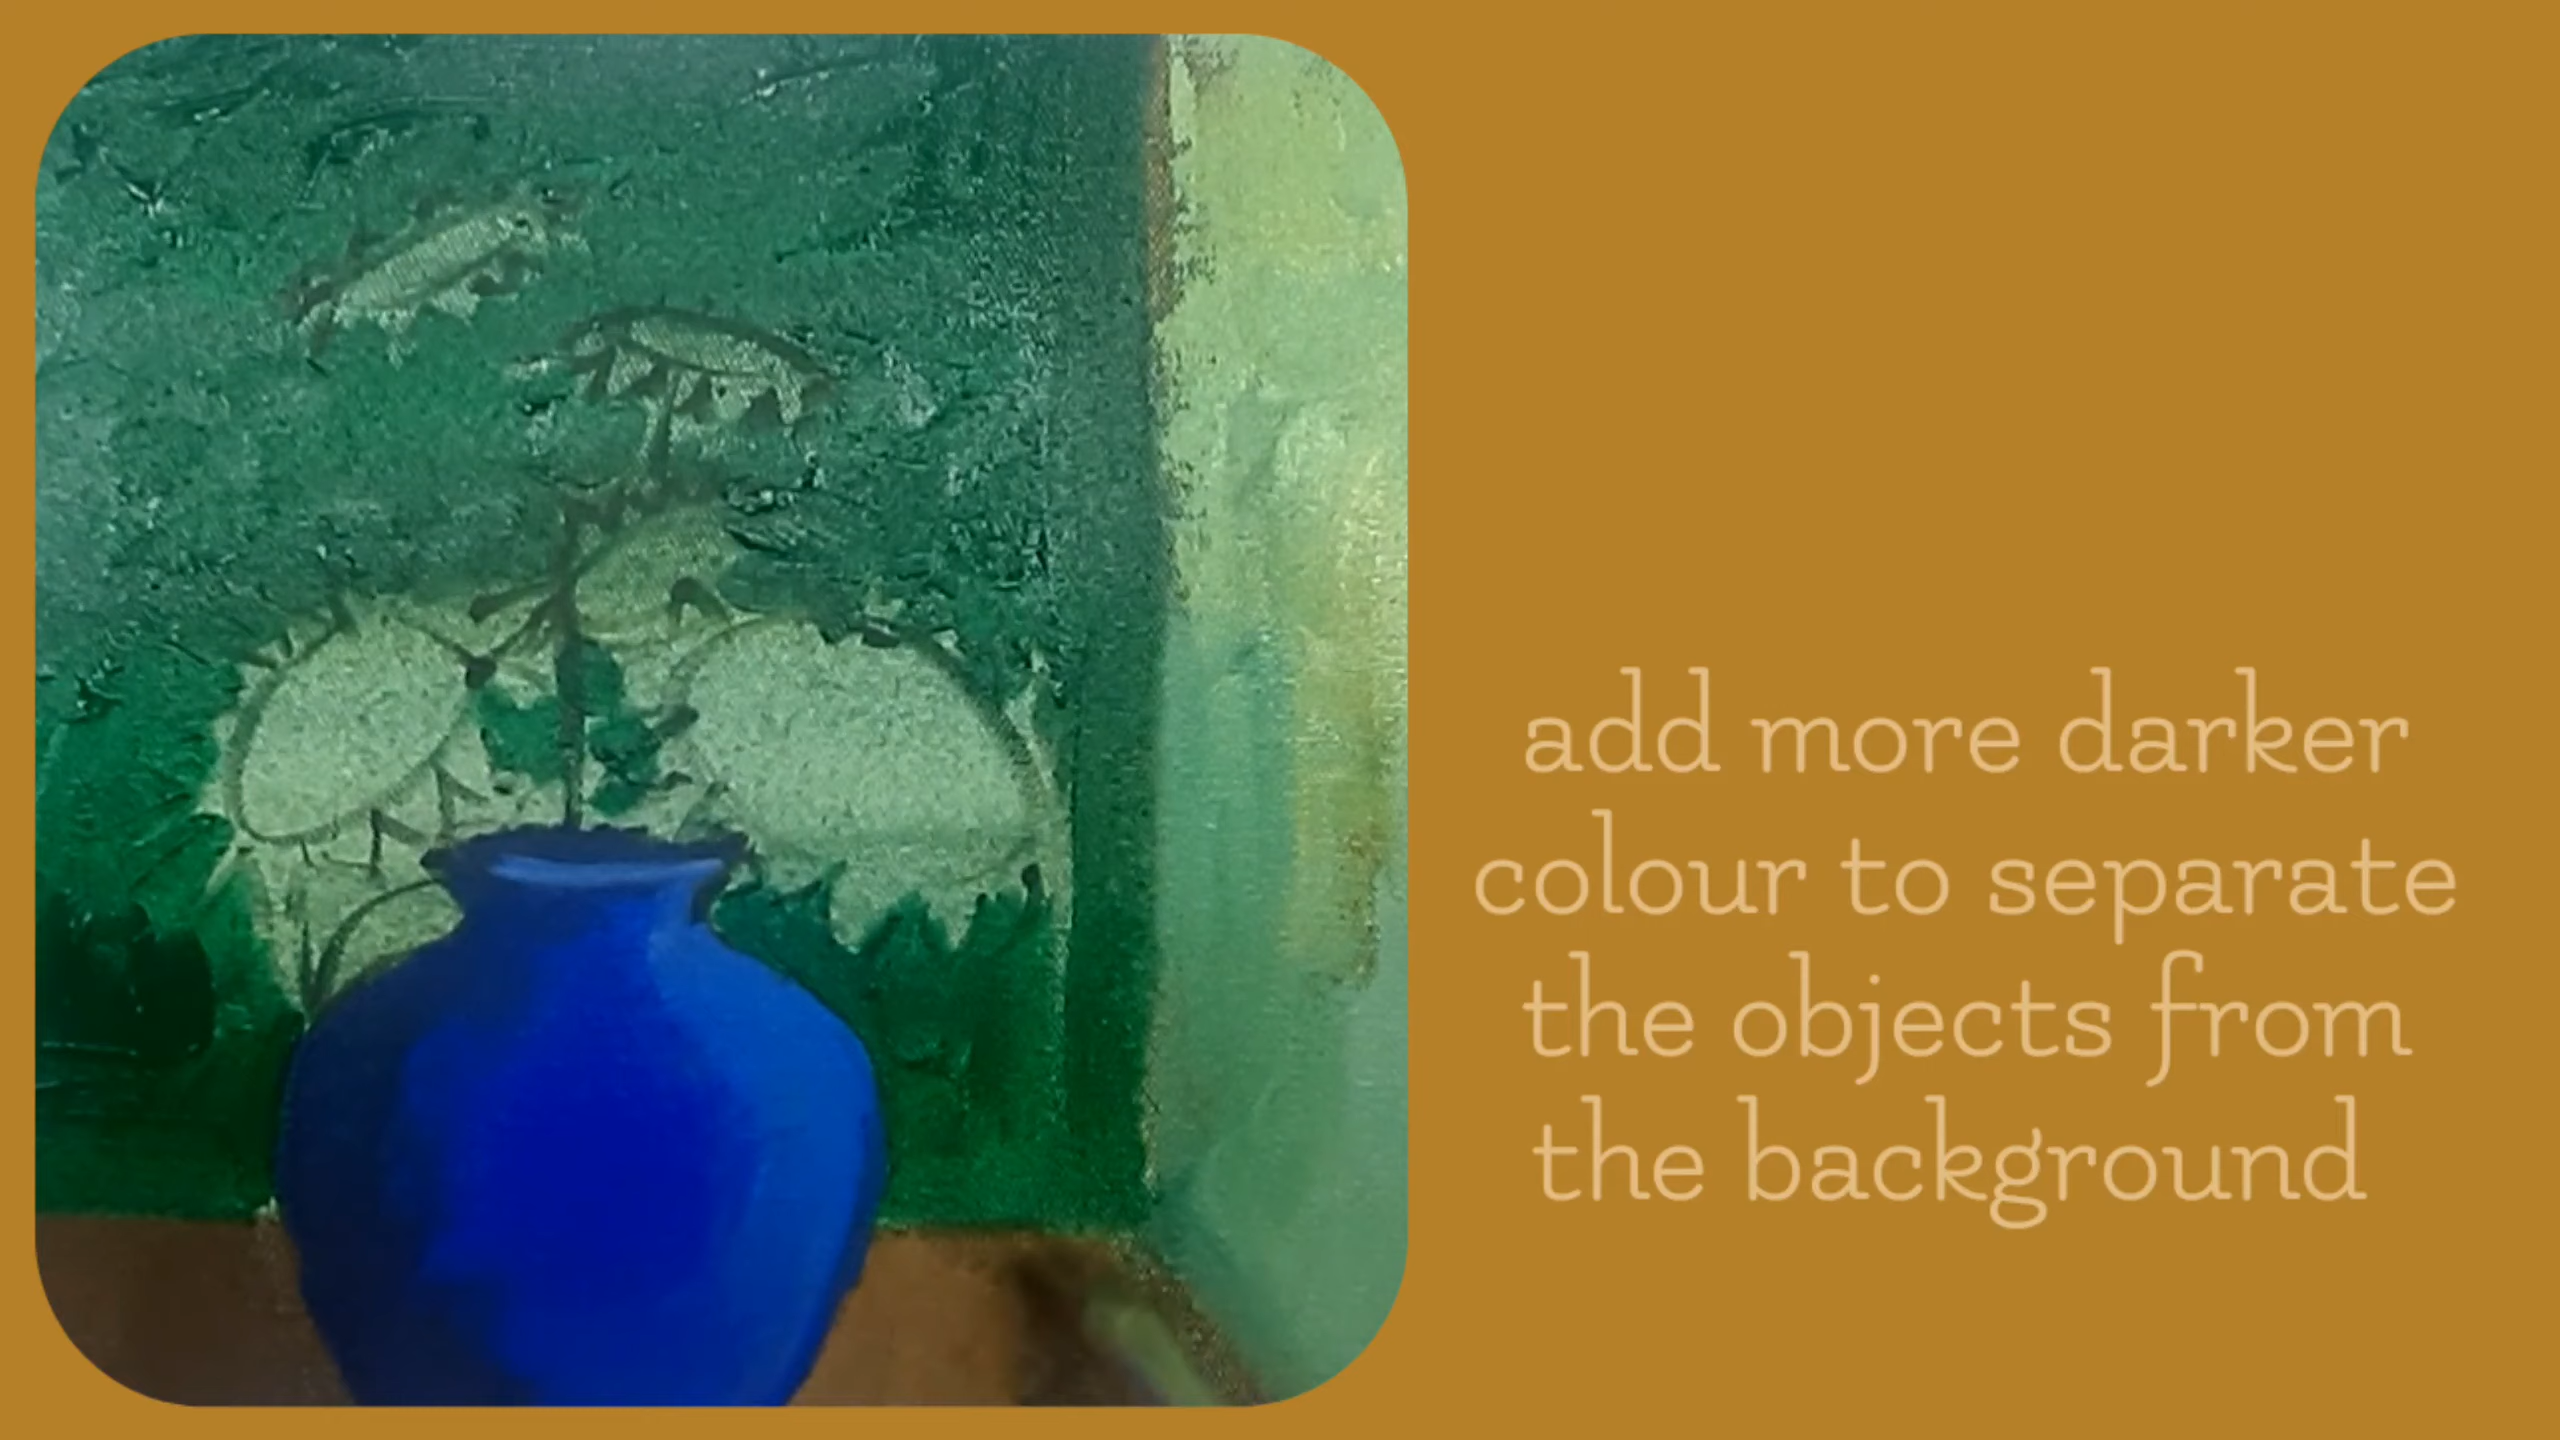 add more darker
colour to separate
the objects from
the background